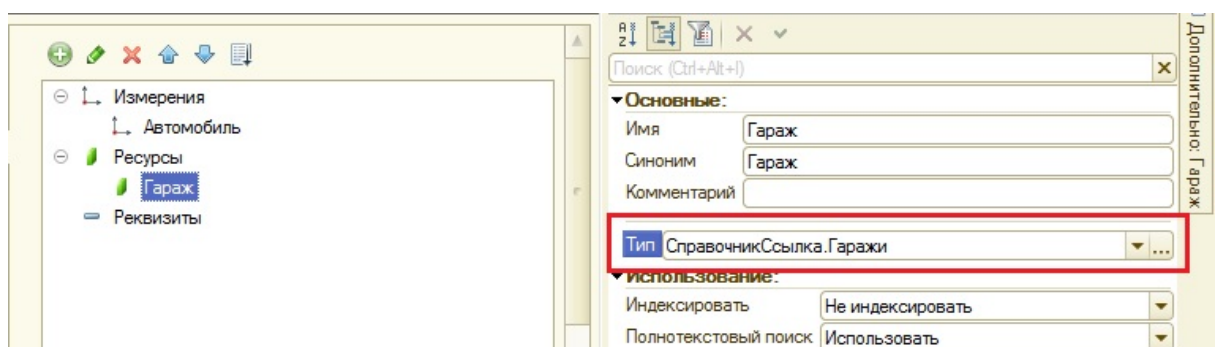 Измерения
Автомобиль
Ресурсы
Гараж
Реквизиты
Поиск (Ctrl+Alt+I)
Основные:
Имя Гараж
Синоним Гараж
Комментарий
Тип СправочникСсылка.Гаражи
Использование:
Индексировать Не индексировать
Полнотекстовый поиск Использовать
Дополнительно: Гараж